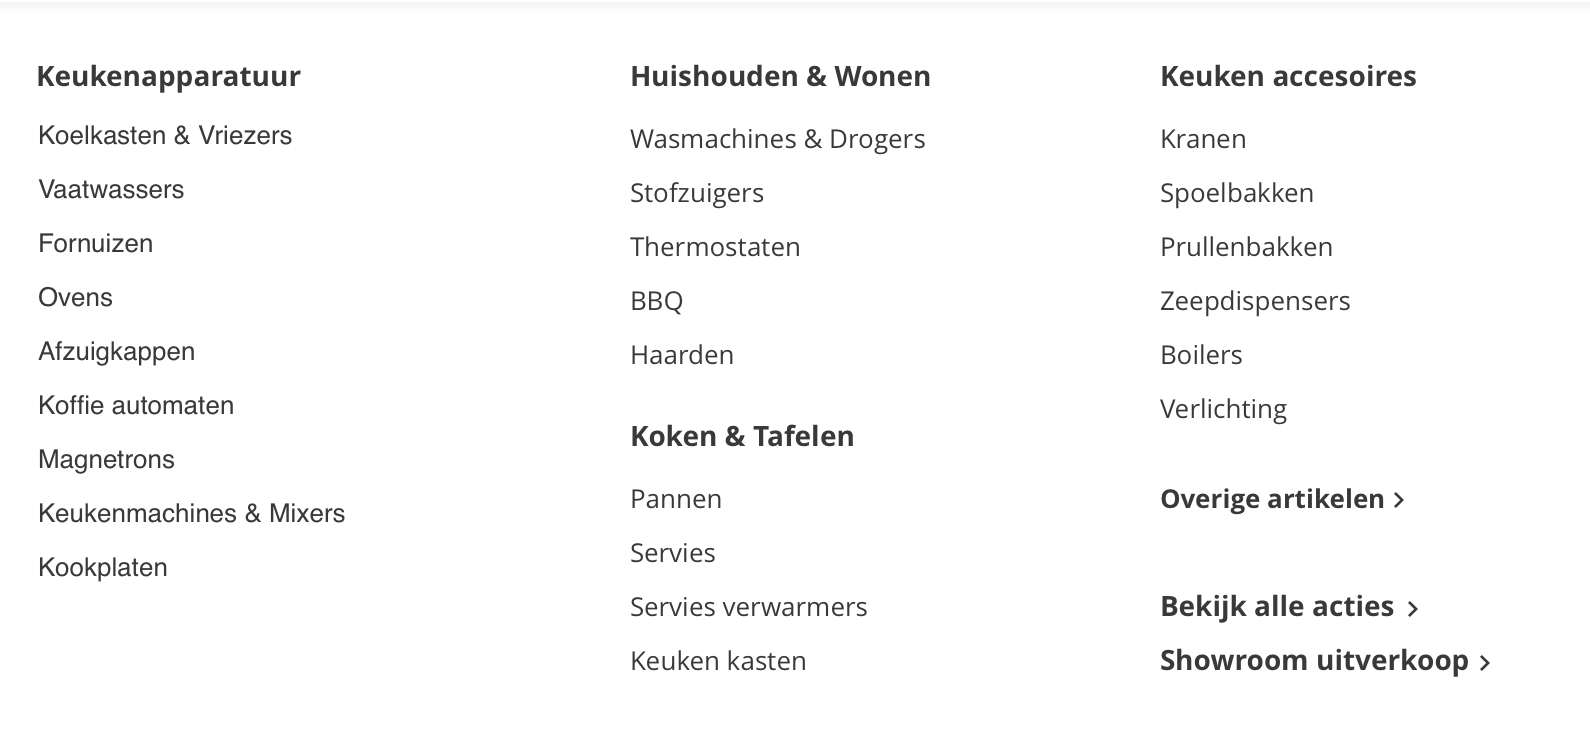 Keukenapparatuur
Koelkasten & Vriezers
Vaatwassers
Fornuizen
Ovens
Afzuigkappen
Koffie automaten
Magnetrons
Keukenmachines & Mixers
Kookplaten
Huishouden & Wonen
Wasmachines & Drogers
Stofzuigers
Thermostaten
BBQ
Haarden
Koken & Tafelen
Pannen
Servies
Servies verwarmers
Keuken kasten
Keuken accesoires
Kranen
Spoelbakken
Prullenbakken
Zeepdispensers
Boilers
Verlichting
Overige artikelen >
Bekijk alle acties >
Showroom uitverkoop >